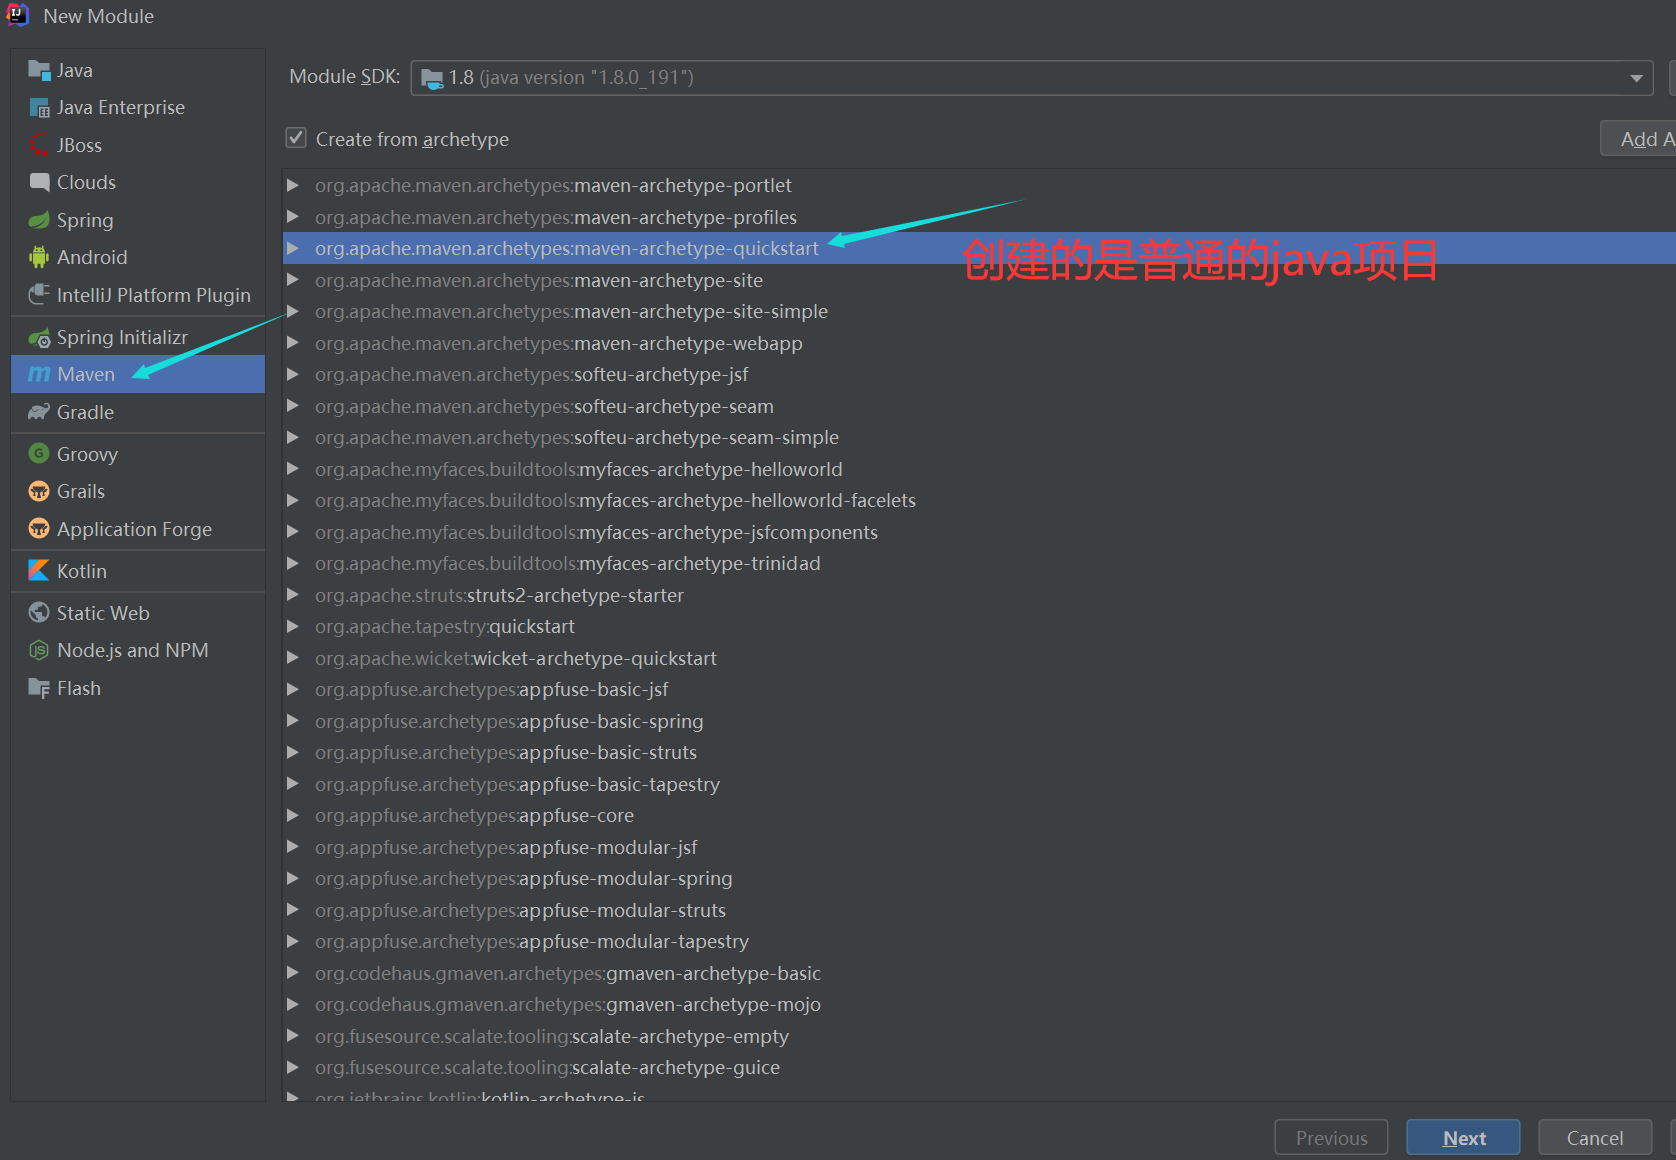 New Module
Java
Java Enterprise
JBoss
Clouds
Spring
Android
IntelliJ Platform Plugin
Spring Initializr
Maven
Gradle
Groovy
Grails
Application Forge
Kotlin
Static Web
Node.js and NPM
Flash
Module SDK: 1.8 (java version "1.8.0_191")
Create from archetype
Add A
org.apache.maven.archetypes:maven-archetype-portlet
org.apache.maven.archetypes:maven-archetype-profiles
org.apache.maven.archetypes:maven-archetype-quickstart
创建的是普通的java项目
org.apache.maven.archetypes:maven-archetype-site
org.apache.maven.archetypes:maven-archetype-site-simple
org.apache.maven.archetypes:maven-archetype-webapp
org.apache.maven.archetypes:softeu-archetype-jsf
org.apache.maven.archetypes:softeu-archetype-seam
org.apache.maven.archetypes:softeu-archetype-seam-simple
org.apache.myfaces.buildtools:myfaces-archetype-helloworld
org.apache.myfaces.buildtools:myfaces-archetype-helloworld-facelets
org.apache.myfaces.buildtools:myfaces-archetype-jsfcomponents
org.apache.myfaces.buildtools:myfaces-archetype-trinidad
org.apache.struts:struts2-archetype-starter
org.apache.tapestry:quickstart
org.apache.wicket:wicket-archetype-quickstart
org.appfuse.archetypes:appfuse-basic-jsf
org.appfuse.archetypes:appfuse-basic-spring
org.appfuse.archetypes:appfuse-basic-struts
org.appfuse.archetypes:appfuse-basic-tapestry
org.appfuse.archetypes:appfuse-core
org.appfuse.archetypes:appfuse-modular-jsf
org.appfuse.archetypes:appfuse-modular-spring
org.appfuse.archetypes:appfuse-modular-struts
org.appfuse.archetypes:appfuse-modular-tapestry
org.codehaus.gmaven.archetypes:gmaven-archetype-basic
org.codehaus.gmaven.archetypes:gmaven-archetype-mojo
org.fusesource.scalate.tooling:scalate-archetype-empty
org.fusesource.scalate.tooling:scalate-archetype-guice
org.jetbrains.kotlin:kotlin-archetype-js
Previous
Next
Cancel